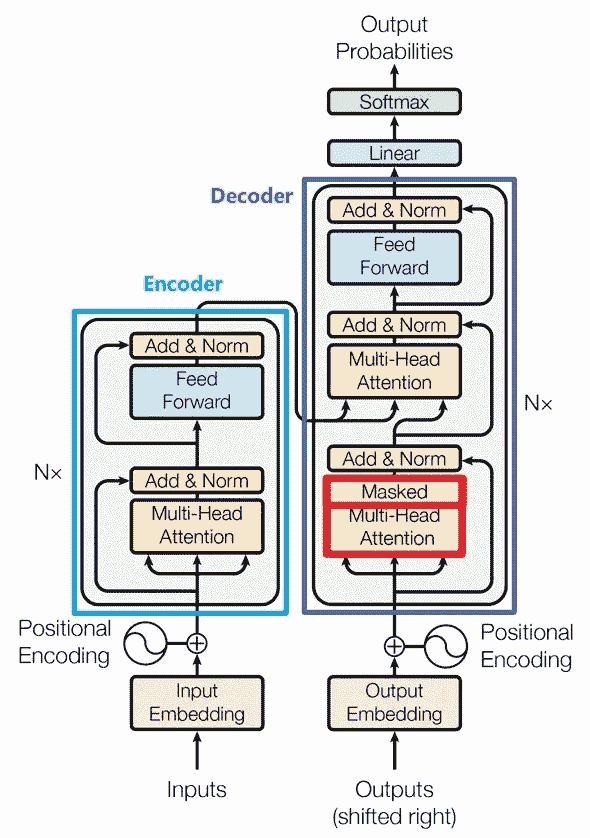 Output
Probabilities
Softmax
Linear
Decoder
Add & Norm
Feed
Forward
Add & Norm
Multi-Head
Attention
Nx
Add & Norm
Masked
Multi-Head
Attention
Encoder
Add & Norm
Feed
Forward
Nx
Add & Norm
Multi-Head
Attention
Positional
Encoding
Positional
Encoding
Input
Embedding
Output
Embedding
Inputs
Outputs
(shifted right)